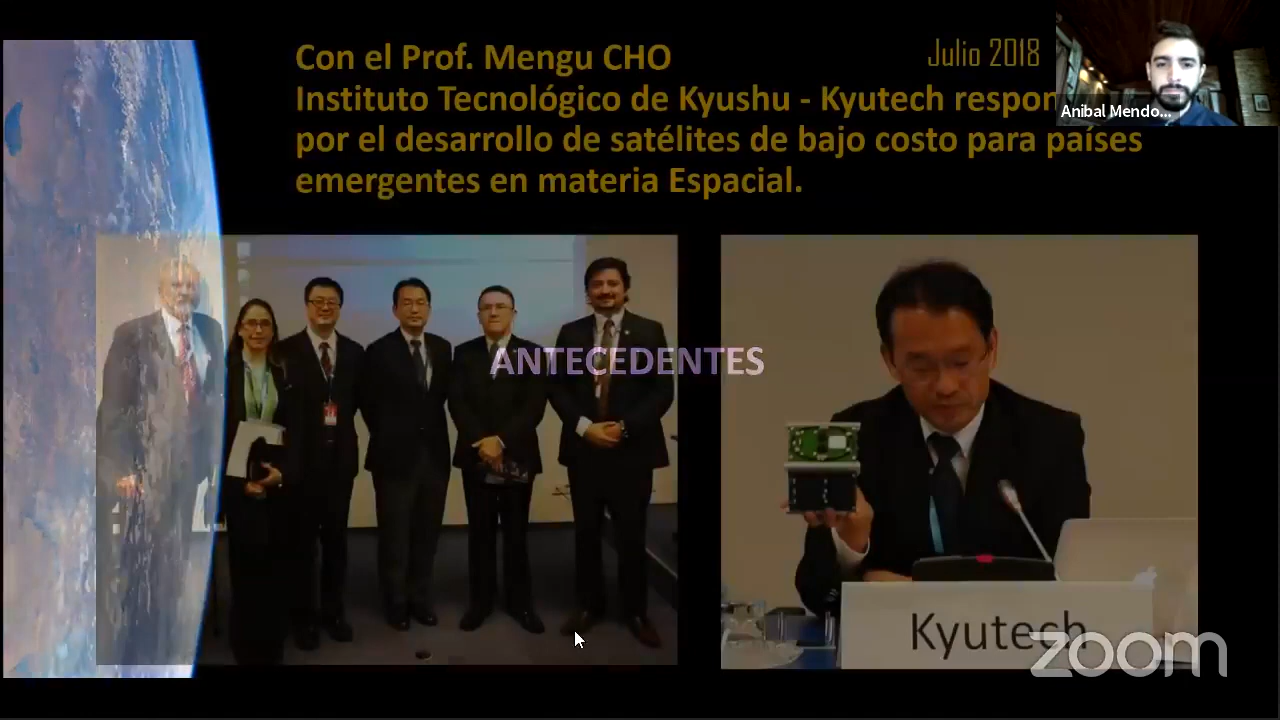 Con el Prof. Mengu CHO
Julio 2018
Instituto Tecnológico de Kyushu - Kyutech respon
por el desarrollo de satélites de bajo costo para países
emergentes en materia Espacial.
Anibal Mendo...
ANTECEDENTES
Kyutech
zoom